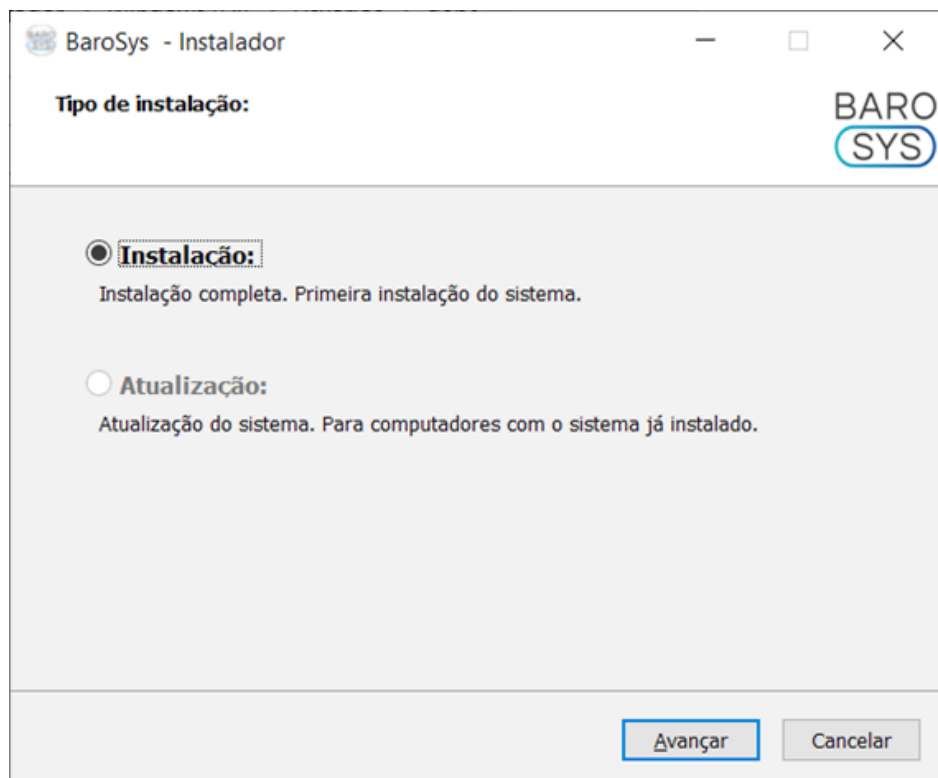 BaroSys - Instalador
Tipo de instalação:
BARO
SYS
Instalação:
Instalação completa. Primeira instalação do sistema.
Atualização:
Atualização do sistema. Para computadores com o sistema já instalado.
Avançar
Cancelar